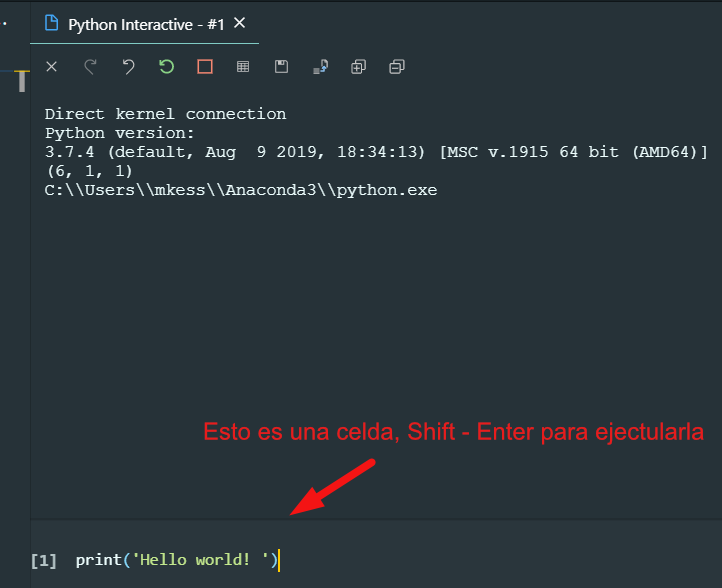 Python Interactive - #1
Direct kernel connection
Python version:
3.7.4 (default, Aug  9 2019, 18:34:13) [MSC v.1915 64 bit (AMD64)]
(6, 1, 1)
C:\\Users\\mkess\\Anaconda3\\python.exe
Esto es una celda, Shift - Enter para ejectularla
[1] print('Hello world! ')